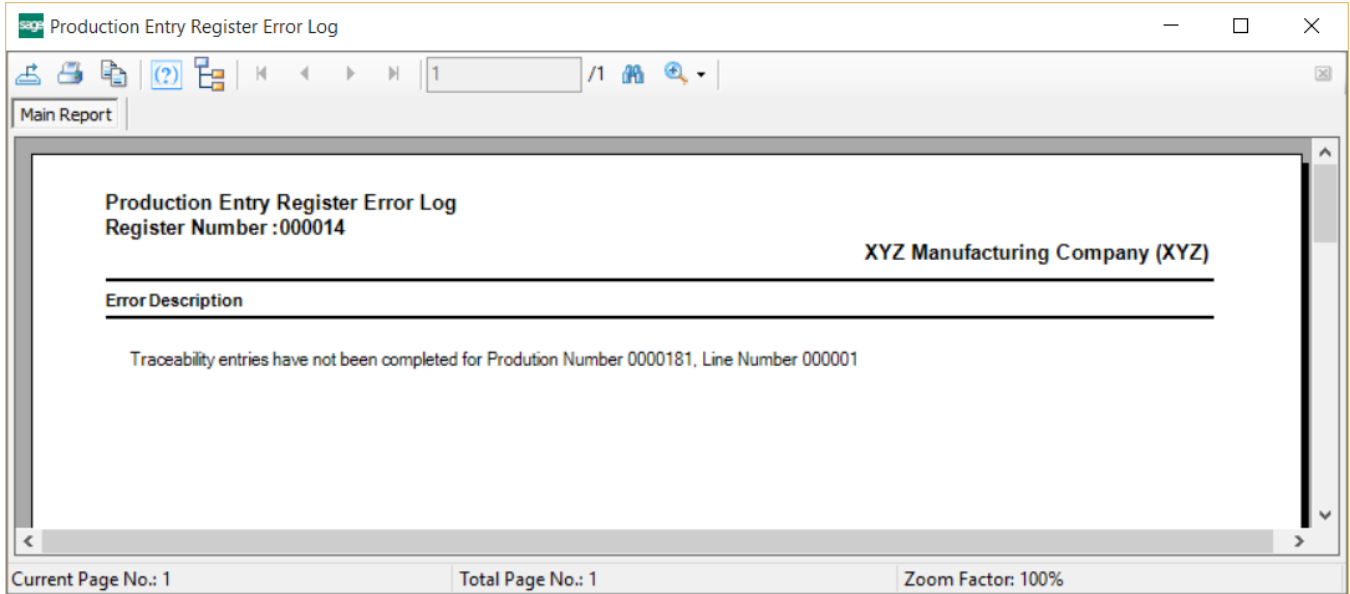 sage Production Entry Register Error Log
1 /1
Main Report
Production Entry Register Error Log
Register Number :000014
XYZ Manufacturing Company (XYZ)
Error Description
Traceability entries have not been completed for Prodution Number 0000181, Line Number 000001
Current Page No.: 1 Total Page No.: 1 Zoom Factor: 100%